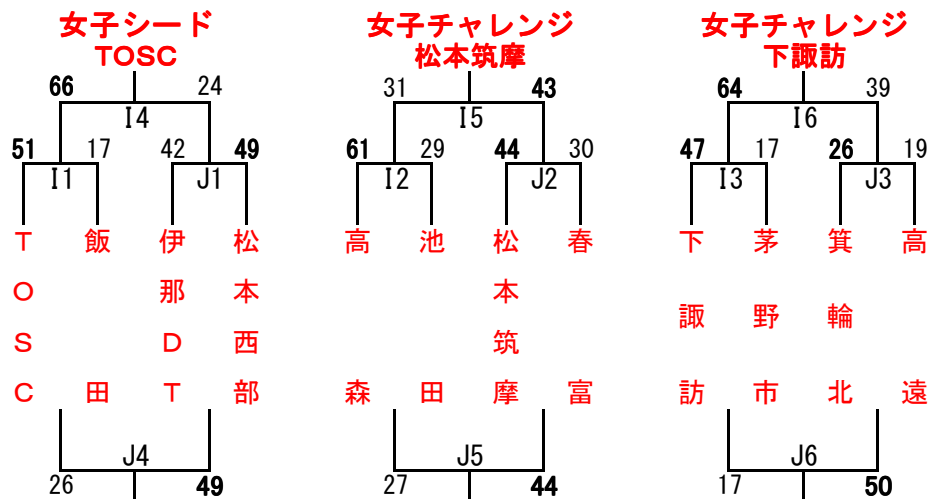 女子シード
TOSC
女子チャレンジ
松本筑摩
女子チャレンジ
下諏訪
66 24 31 43 64 39
I4 I5 I6
51 17 42 49 61 29 44 30 47 17 26 19
I1 J1 I2 J2 I3 J3
TOSC
飯田
伊那DT
松本西部
高森
池田
松本筑摩
春富
下諏訪
茅野市
箕輪北
高遠
J4 J5 J6
26 49 27 44 17 50